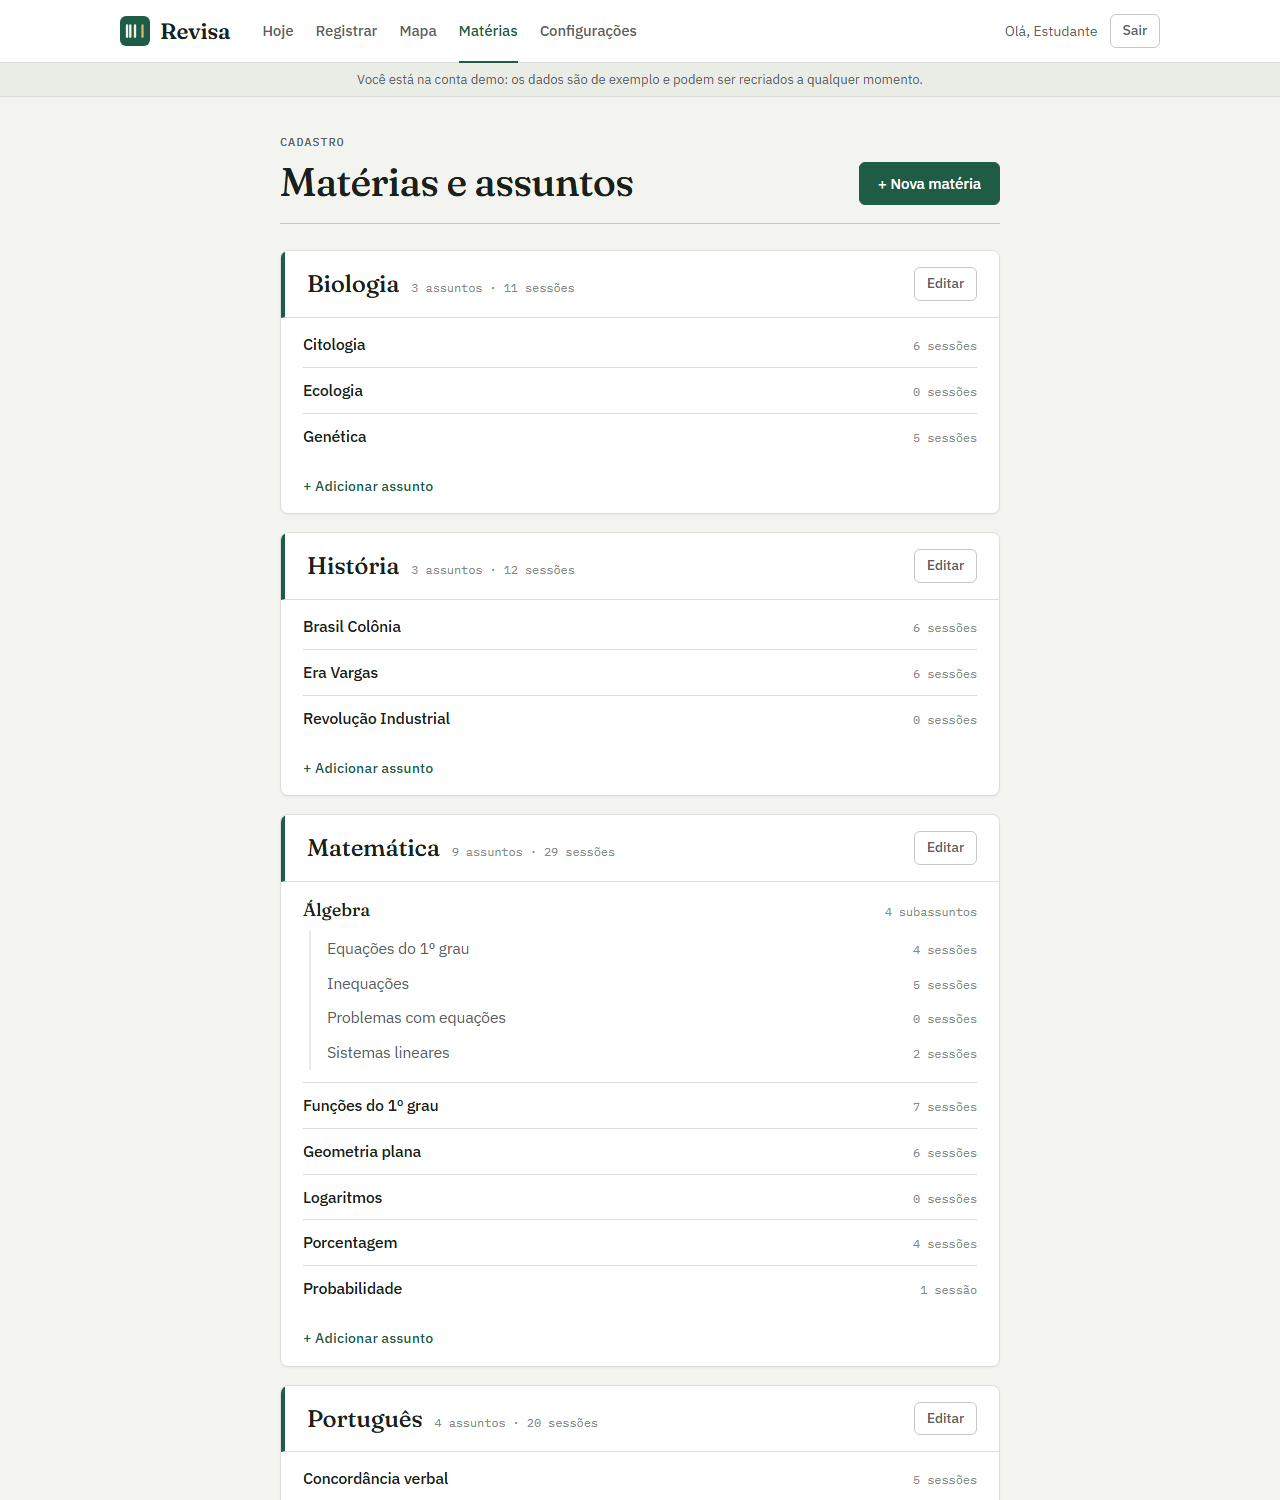 Revisa Hoje Registrar Mapa Matérias Configurações Olá, Estudante Sair
Você está na conta demo: os dados são de exemplo e podem ser recriados a qualquer momento.
CADASTRO
Matérias e assuntos + Nova matéria
Biologia 3 assuntos · 11 sessões Editar
Citologia 6 sessões
Ecologia 0 sessões
Genética 5 sessões
+ Adicionar assunto
História 3 assuntos · 12 sessões Editar
Brasil Colônia 6 sessões
Era Vargas 6 sessões
Revolução Industrial 0 sessões
+ Adicionar assunto
Matemática 9 assuntos · 29 sessões Editar
Álgebra 4 subassuntos
Equações do 1º grau 4 sessões
Inequações 5 sessões
Problemas com equações 0 sessões
Sistemas lineares 2 sessões
Funções do 1º grau 7 sessões
Geometria plana 6 sessões
Logaritmos 0 sessões
Porcentagem 4 sessões
Probabilidade 1 sessão
+ Adicionar assunto
Português 4 assuntos · 20 sessões Editar
Concordância verbal 5 sessões